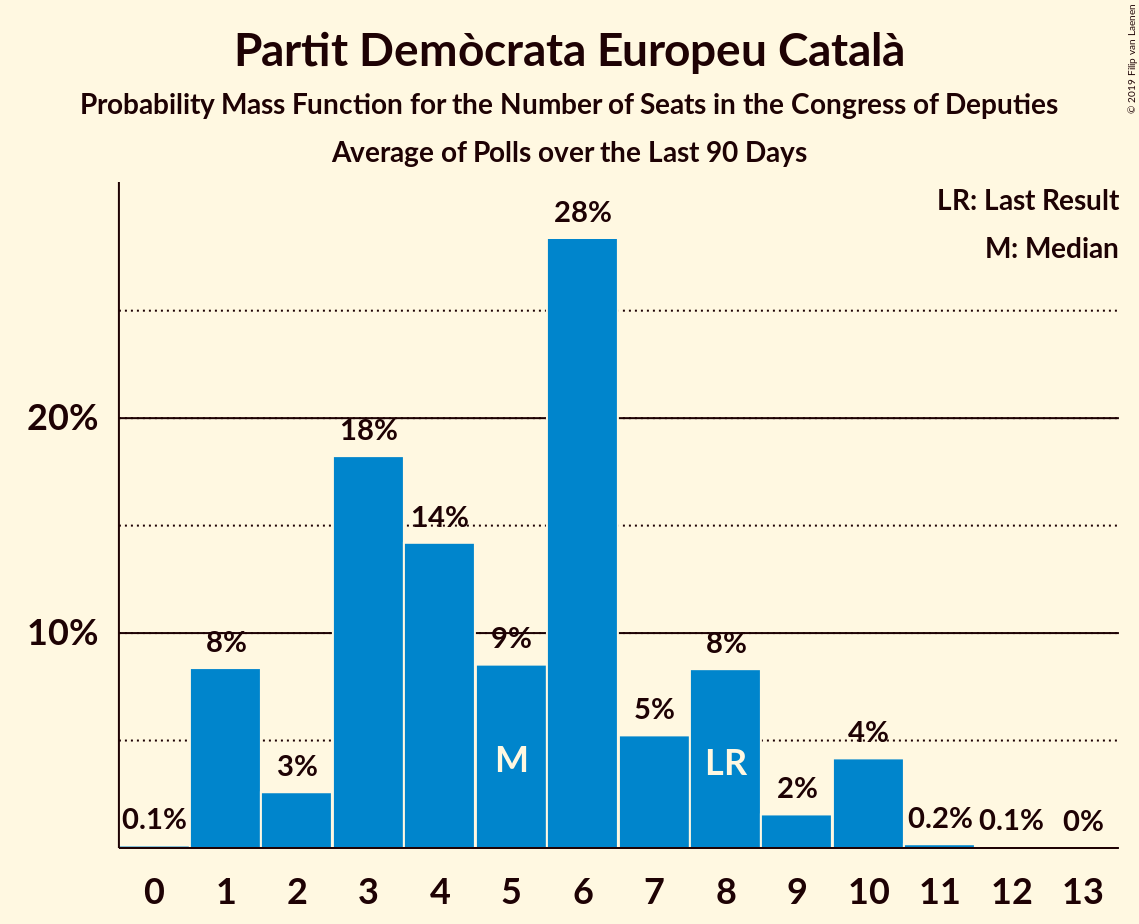 Partit Demòcrata Europeu Català
Probability Mass Function for the Number of Seats in the Congress of Deputies
Average of Polls over the Last 90 Days
© 2019 Filip van Laenen
LR: Last Result
M: Median
20%
10%
0.1%
8%
3%
18%
14%
9%
28%
5%
8%
2%
4%
0.2%
0.1%
0%
M
LR
0 1 2 3 4 5 6 7 8 9 10 11 12 13